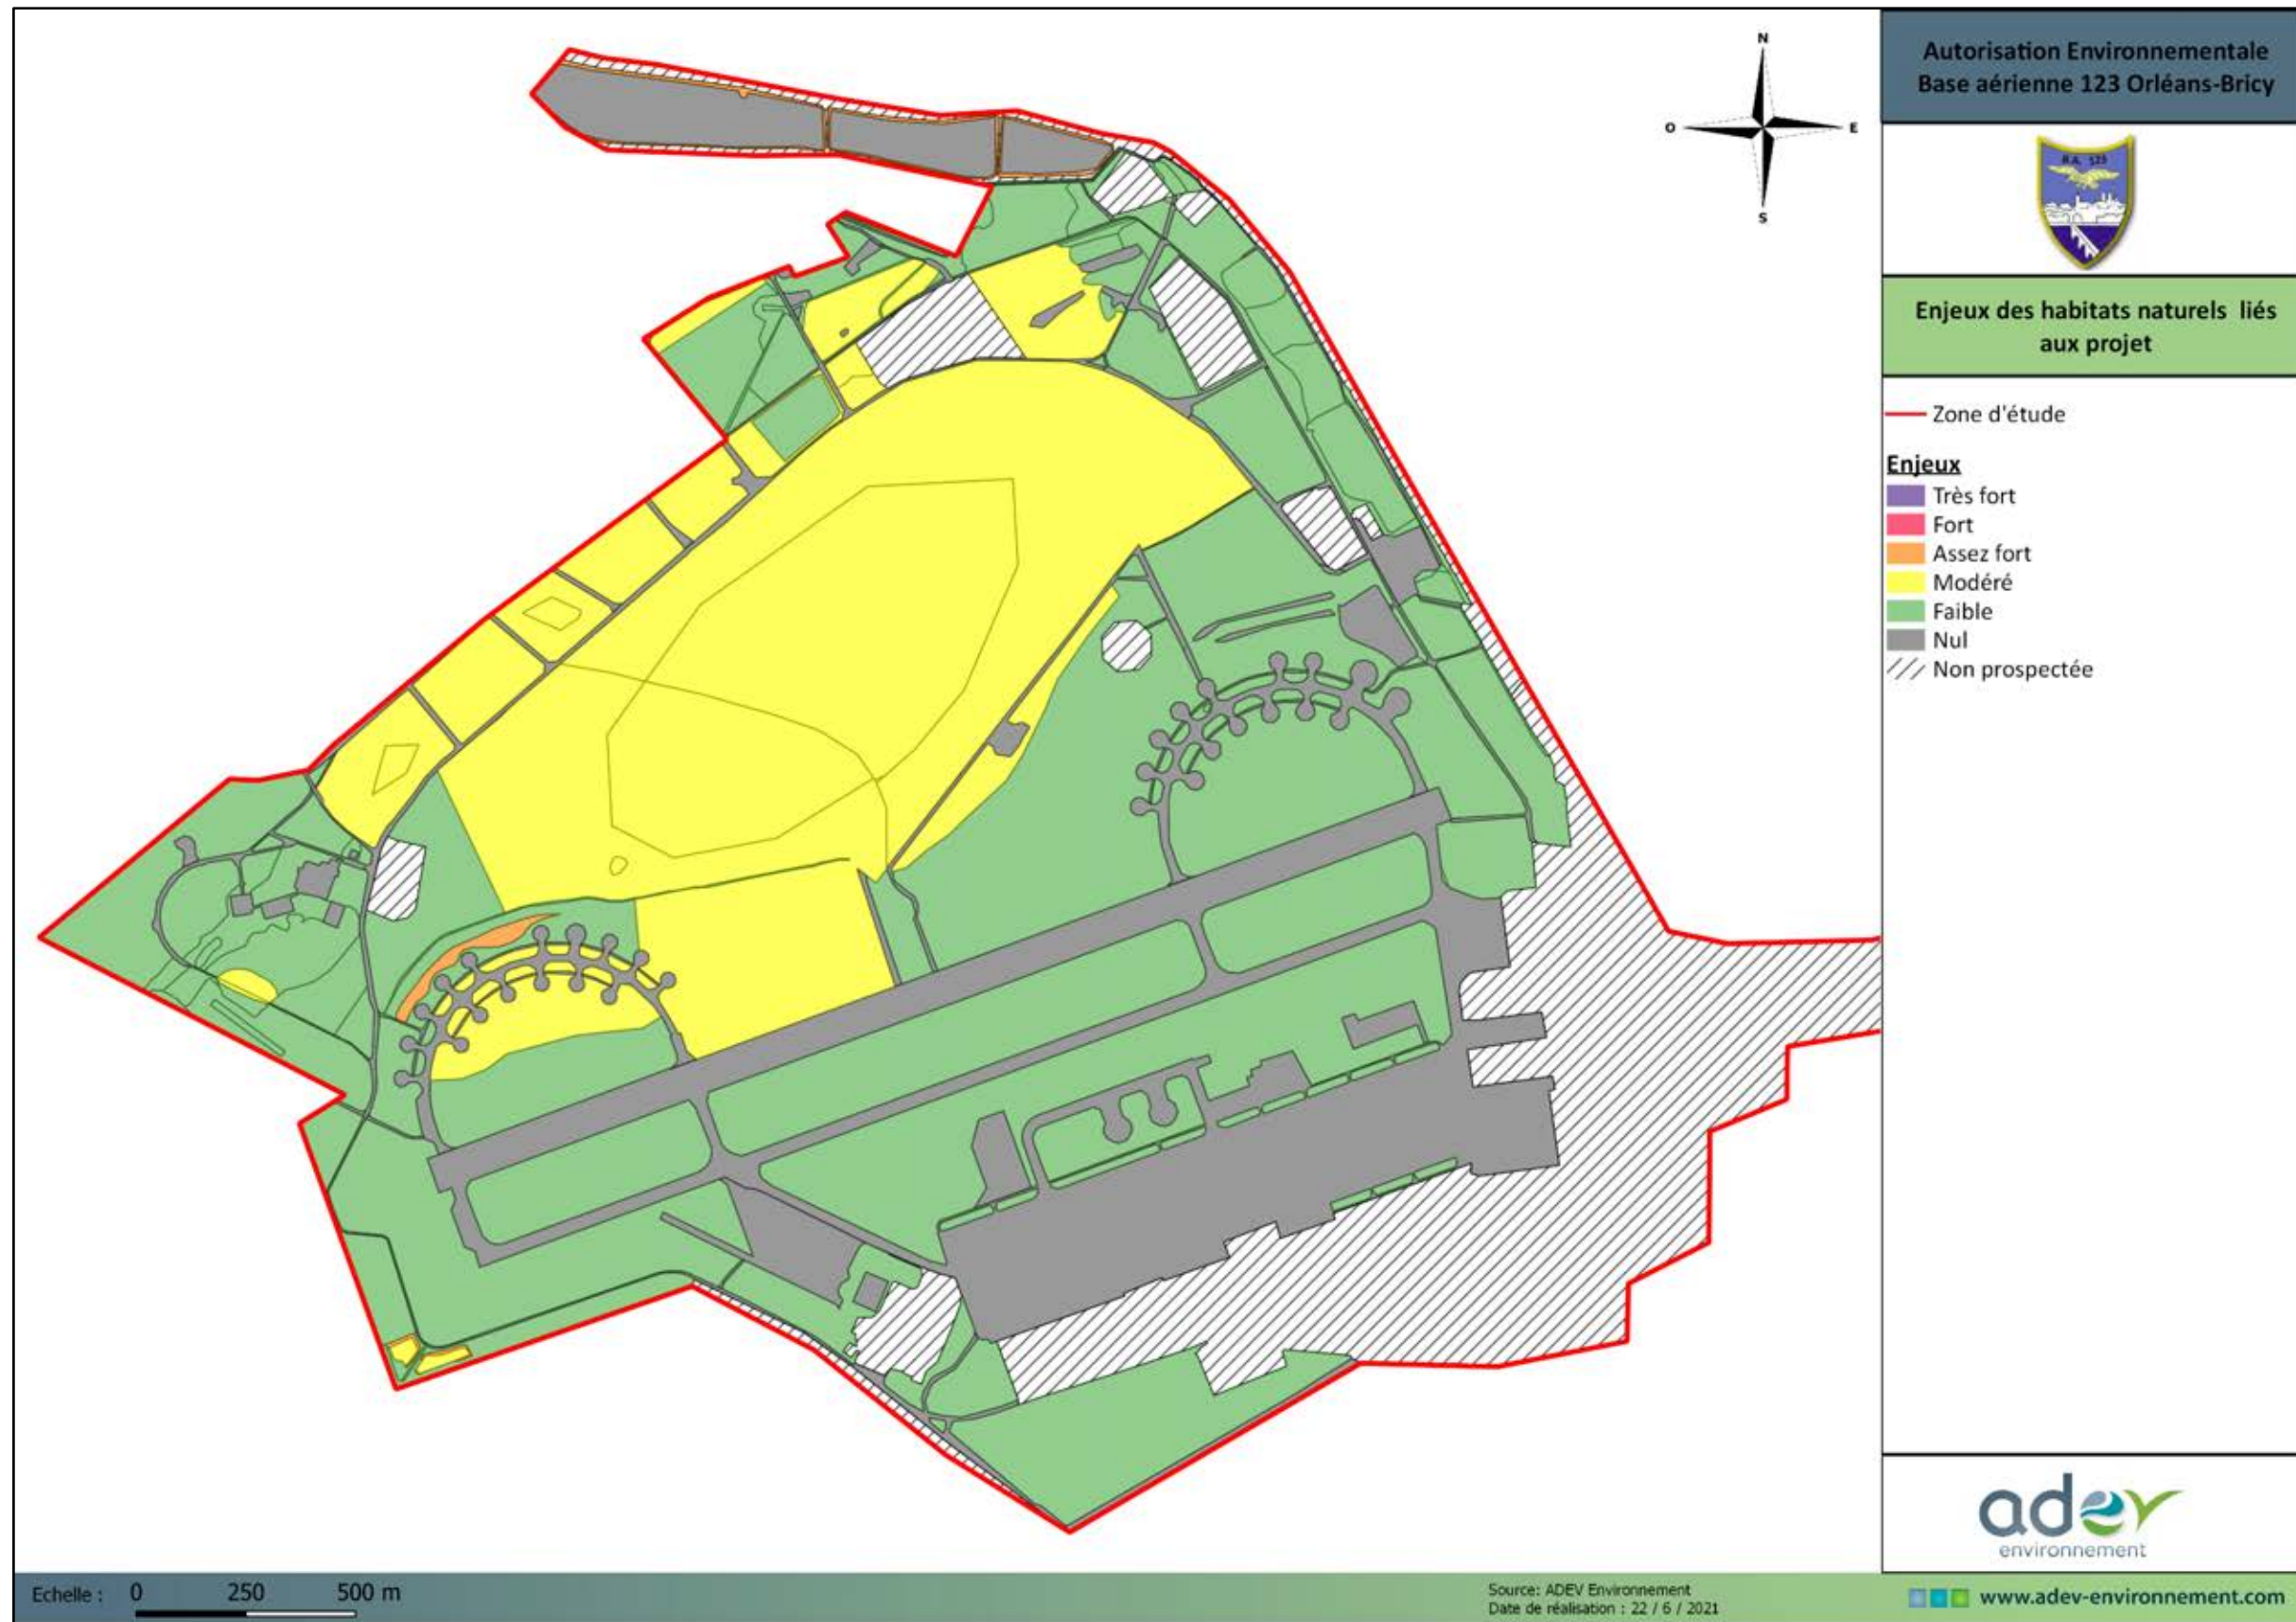 N
O
E
S
Autorisation Environnementale
Base aérienne 123 Orléans-Bricy
B.A. 123
Enjeux des habitats naturels liés
aux projet
Zone d'étude
Enjeux
Très fort
Fort
Assez fort
Modéré
Faible
Nul
Non prospectée
adev
environnement
Echelle : 0 250 500 m
Source: ADEV Environnement
Date de réalisation : 22 / 6 / 2021
www.adev-environnement.com